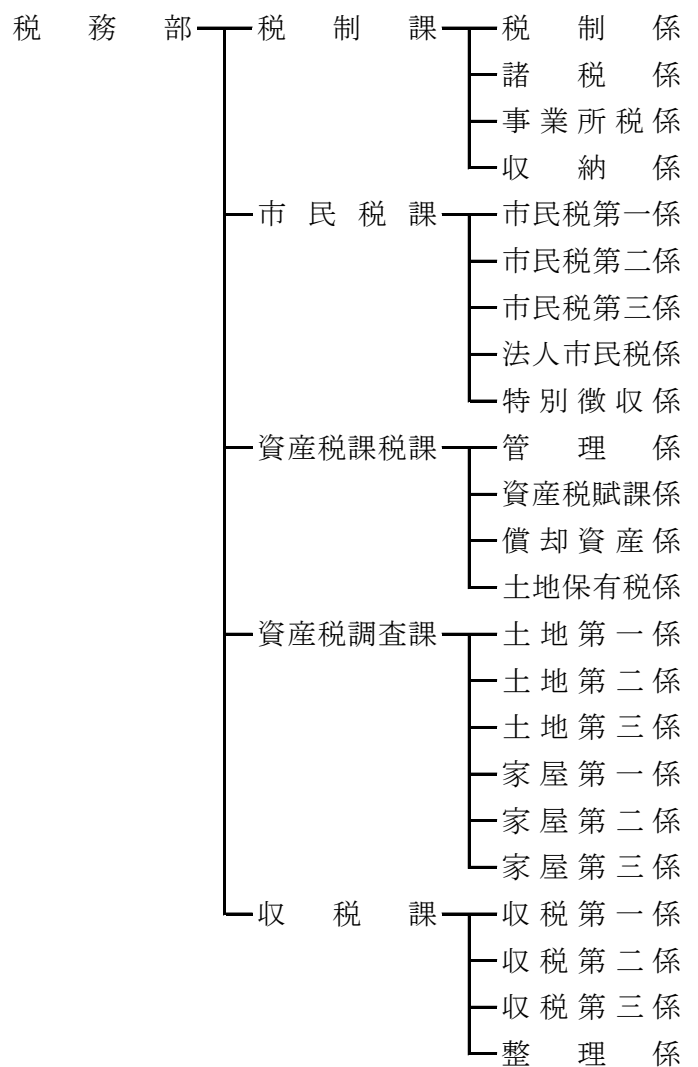 税務部 税制課 税制係
諸税係
事業所税係
収納係
市民税課 市民税第一係
市民税第二係
市民税第三係
法人市民税係
特別徴収係
資産税課税課 管理係
資産税賦課係
償却資産係
土地保有税係
資産税調査課 土地第一係
土地第二係
土地第三係
家屋第一係
家屋第二係
家屋第三係
収税課 収税第一係
収税第二係
収税第三係
整理係